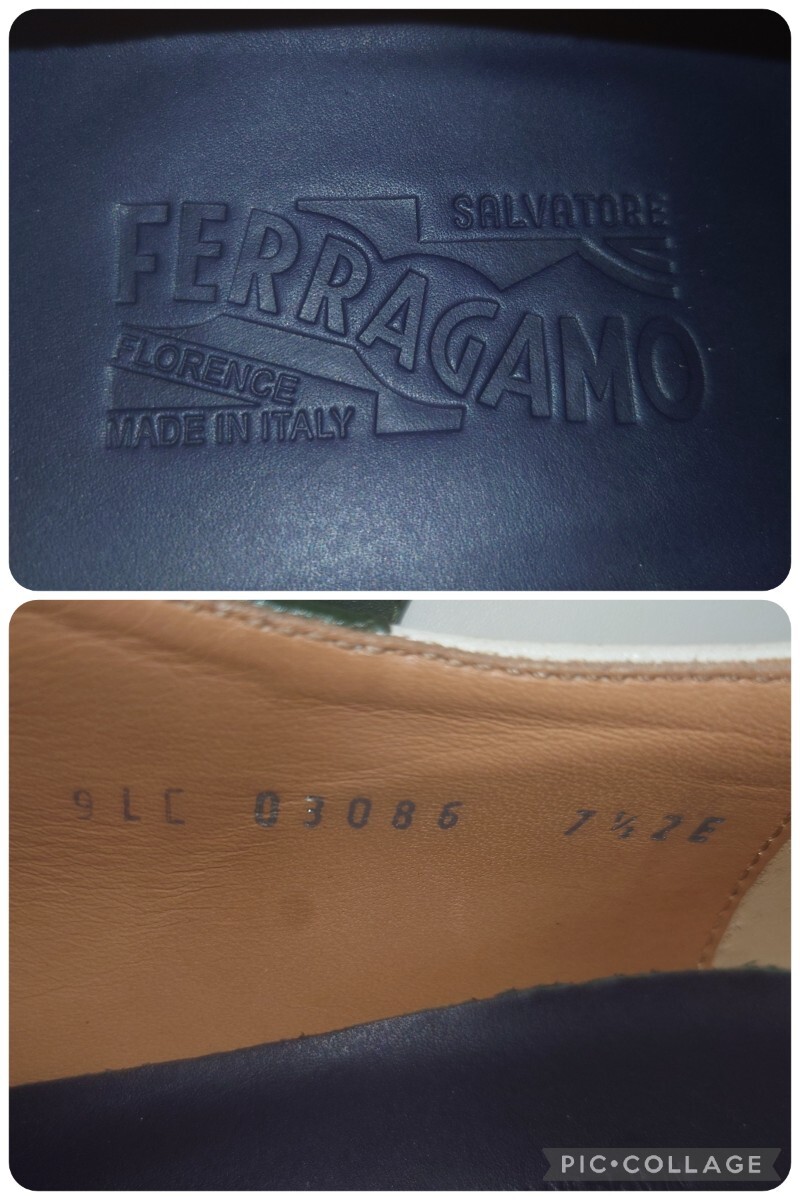 SALVATORE
FERRAGAMO
FLORENCE
MADE IN ITALY
9LC 03086 7½2E
PIC•COLLAGE